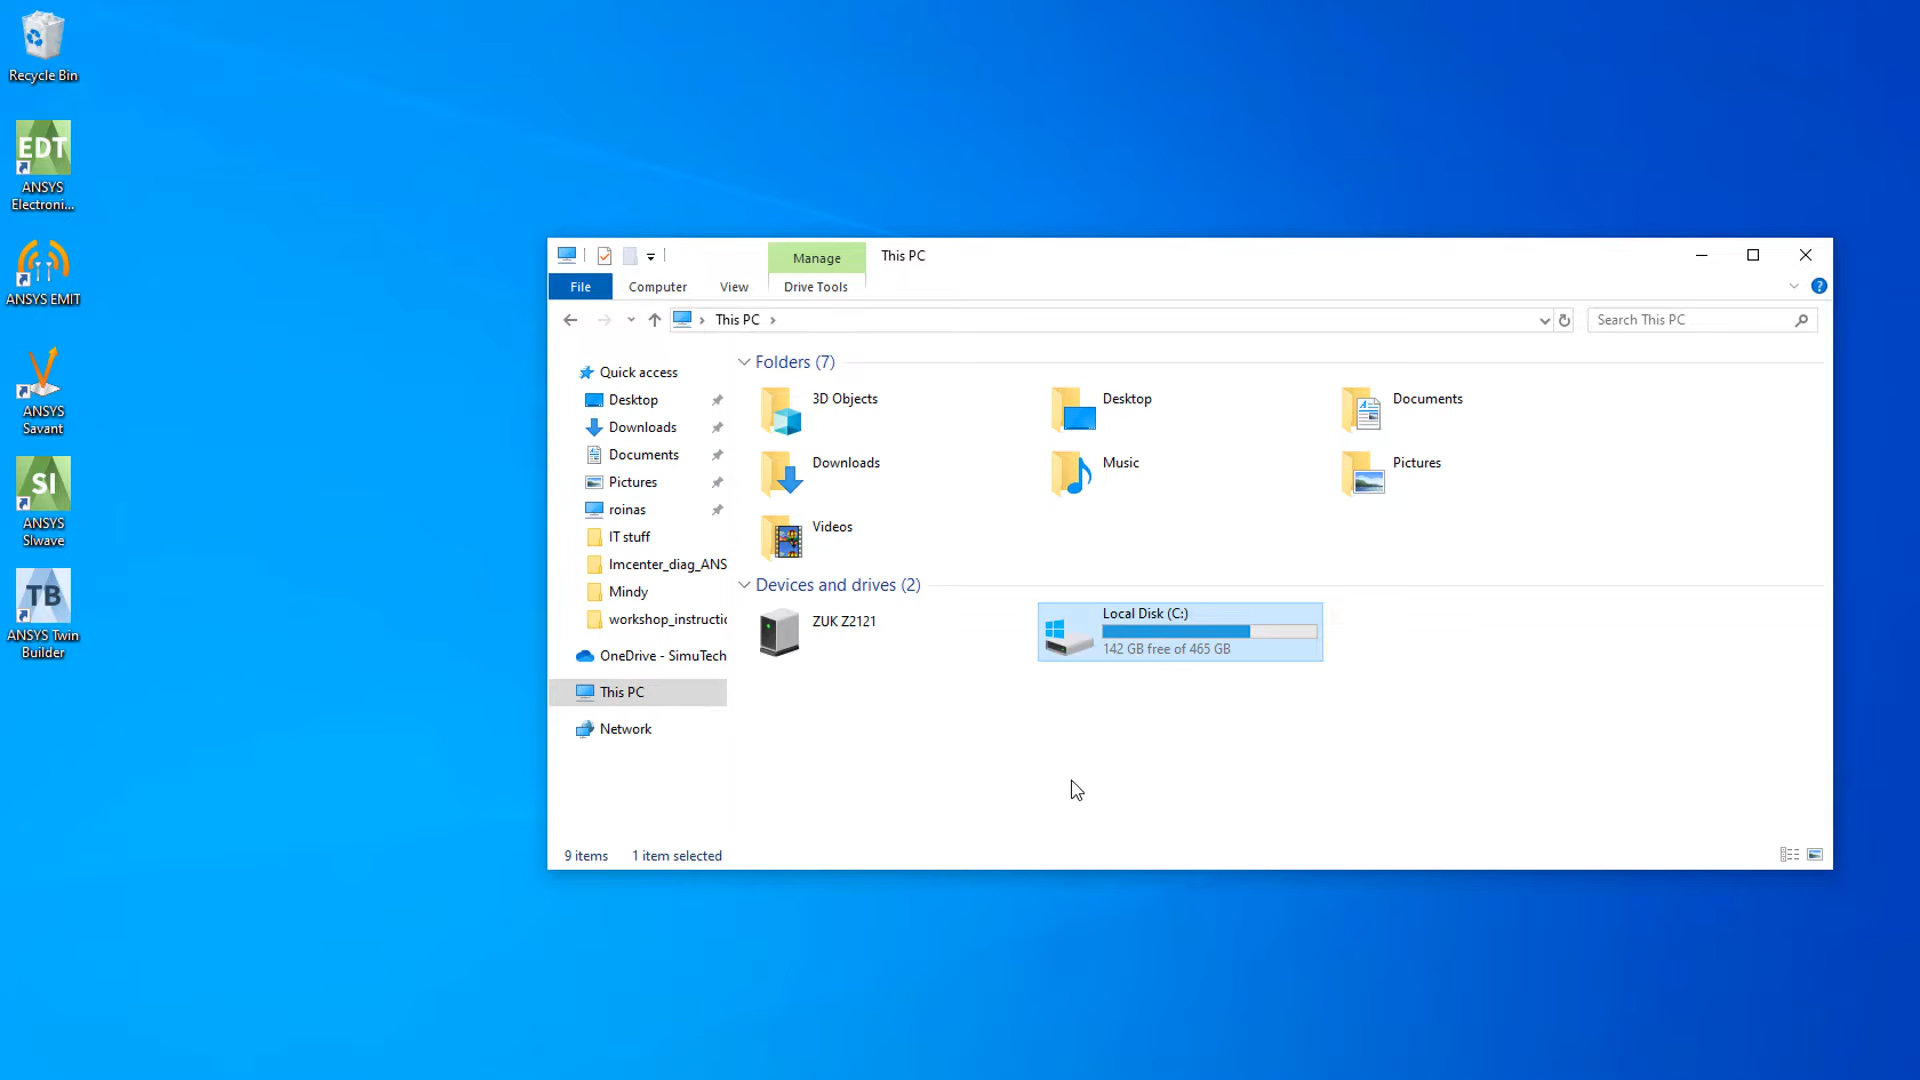 Recycle Bin
EDT
ANSYS
Electroni...
ANSYS EMIT
ANSYS
Savant
SI
ANSYS
SIwave
TB
ANSYS Twin
Builder
Manage
This PC
File
Computer
View
Drive Tools
?
This PC
Search This PC
Quick access
Desktop
Downloads
Documents
Pictures
roinas
IT stuff
lmcenter_diag_ANS
Mindy
workshop_instructic
OneDrive - SimuTech
This PC
Network
Folders (7)
3D Objects
Desktop
Documents
Downloads
Music
Pictures
Videos
Devices and drives (2)
ZUK Z2121
Local Disk (C:)
142 GB free of 465 GB
9 items
1 item selected